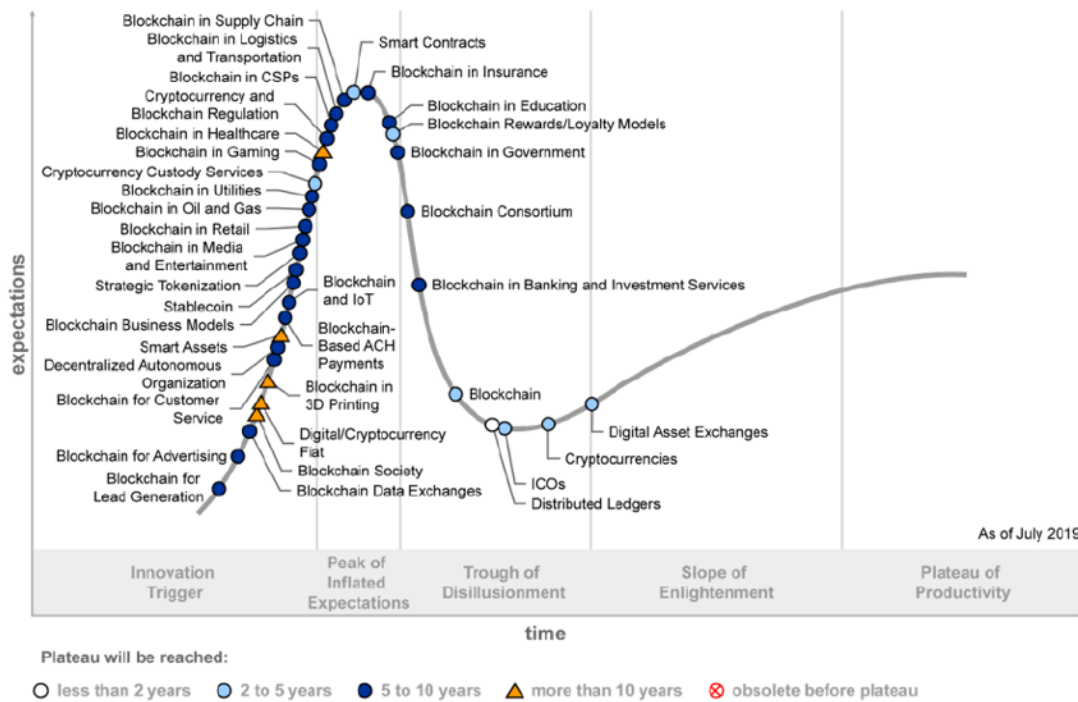 Blockchain in Supply Chain
Blockchain in Logistics
and Transportation
Blockchain in CSPs
Cryptocurrency and
Blockchain Regulation
Blockchain in Healthcare
Blockchain in Gaming
Cryptocurrency Custody Services
Blockchain in Utilities
Blockchain in Oil and Gas
Blockchain in Retail
Blockchain in Media
and Entertainment
Strategic Tokenization
Stablecoin
Blockchain Business Models
Smart Assets
Decentralized Autonomous
Organization
Blockchain for Customer
Service
Blockchain for Advertising
Blockchain for
Lead Generation
Smart Contracts
Blockchain in Insurance
Blockchain in Education
Blockchain Rewards/Loyalty Models
Blockchain in Government
Blockchain Consortium
Blockchain in Banking and Investment Services
Blockchain
and IoT
Blockchain-
Based ACH
Payments
Blockchain in
3D Printing
Digital/Cryptocurrency
Fiat
Blockchain Society
Blockchain Data Exchanges
Blockchain
Digital Asset Exchanges
Cryptocurrencies
ICOs
Distributed Ledgers
As of July 2019
expectations
Innovation
Trigger
Peak of
Inflated
Expectations
Trough of
Disillusionment
Slope of
Enlightenment
Plateau of
Productivity
time
Plateau will be reached:
less than 2 years
2 to 5 years
5 to 10 years
more than 10 years
obsolete before plateau